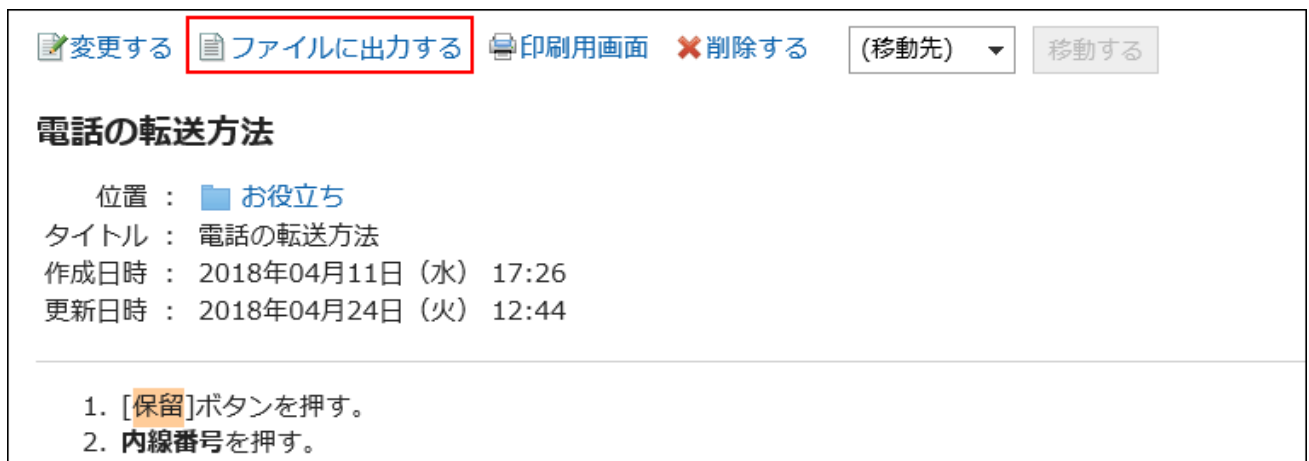 変更する ファイルに出力する 印刷用画面 削除する (移動先) 移動する
電話の転送方法
位置 : お役立ち
タイトル : 電話の転送方法
作成日時 : 2018年04月11日（水） 17:26
更新日時 : 2018年04月24日（火） 12:44
1. [保留]ボタンを押す。
2. 内線番号を押す。